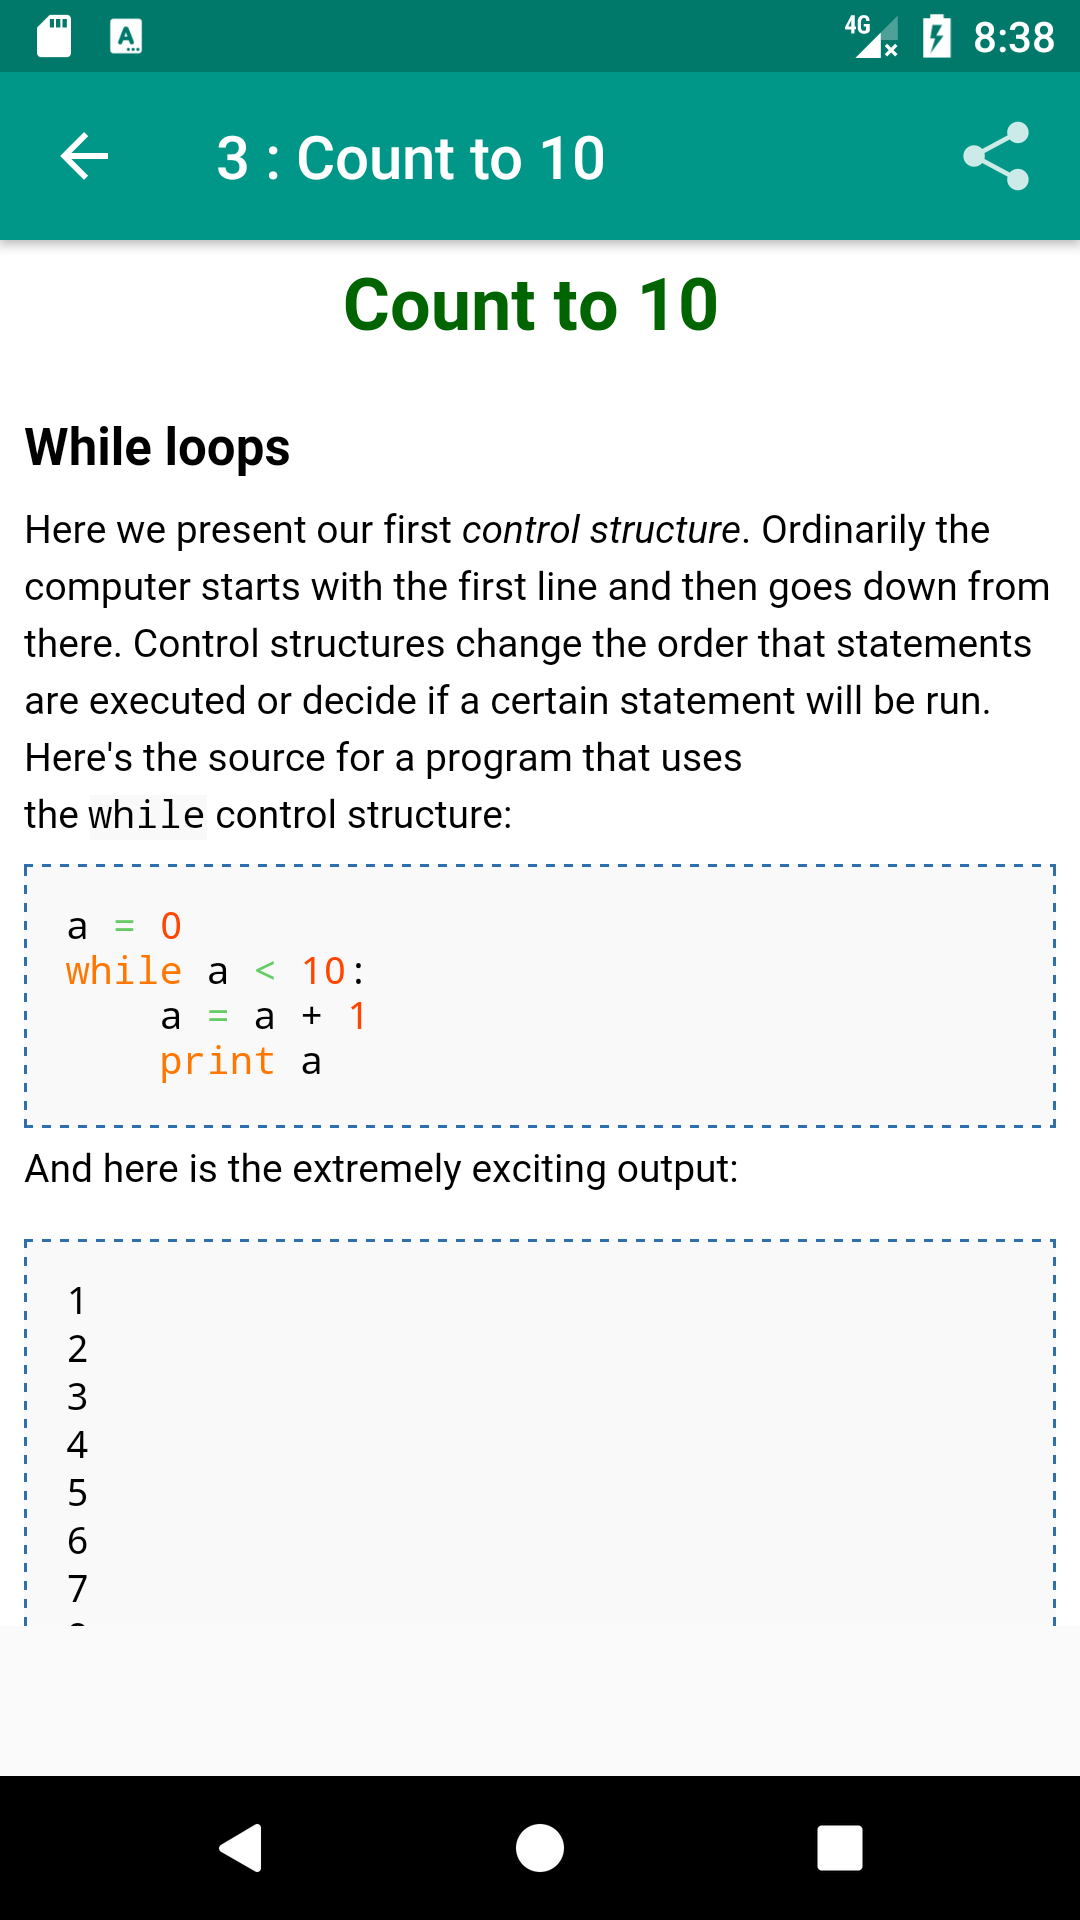 A
4G
8:38
3 : Count to 10
Count to 10
While loops
Here we present our first control structure. Ordinarily the
computer starts with the first line and then goes down from
there. Control structures change the order that statements
are executed or decide if a certain statement will be run.
Here's the source for a program that uses
the while control structure:
a = 0
while a < 10:
    a = a + 1
    print a
And here is the extremely exciting output:
1
2
3
4
5
6
7